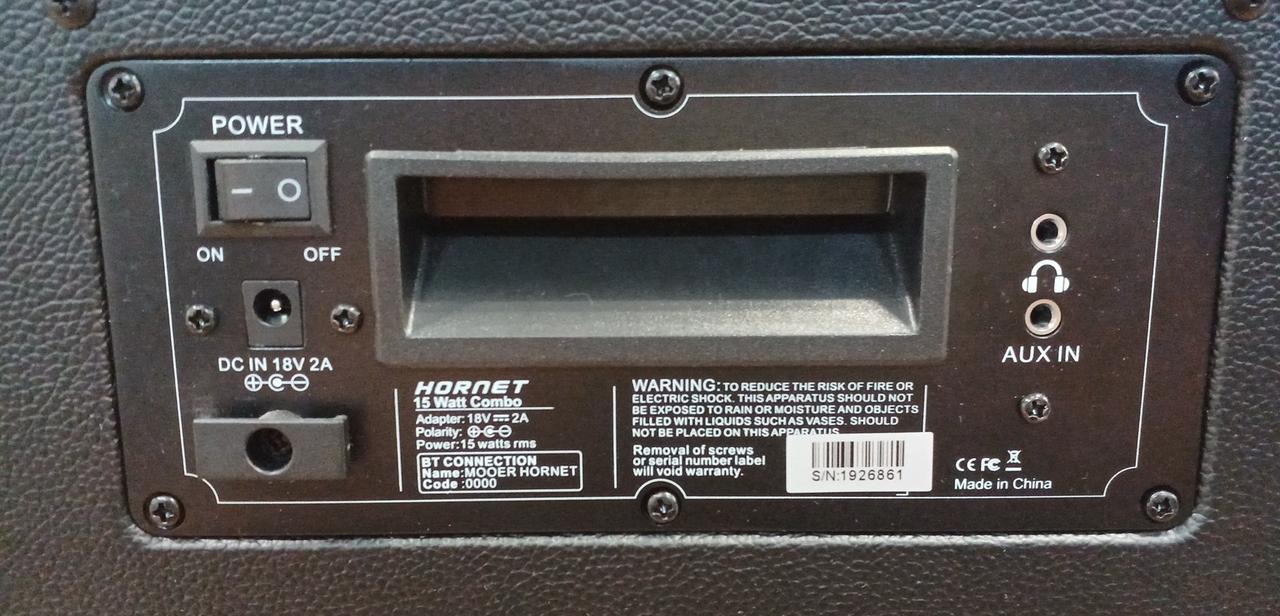 POWER
ON OFF
DC IN 18V 2A
HORNET
15 Watt Combo
Adapter: 18V 2A
Polarity:
Power: 15 watts rms
BT CONNECTION
Name: MOOER HORNET
Code :0000
WARNING: TO REDUCE THE RISK OF FIRE OR
ELECTRIC SHOCK. THIS APPARATUS SHOULD NOT
BE EXPOSED TO RAIN OR MOISTURE AND OBJECTS
FILLED WITH LIQUIDS SUCH AS VASES. SHOULD
NOT BE PLACED ON THIS APPARATUS
Removal of screws
or serial number label
will void warranty.
S/N:1926861
AUX IN
CE FC
Made in China